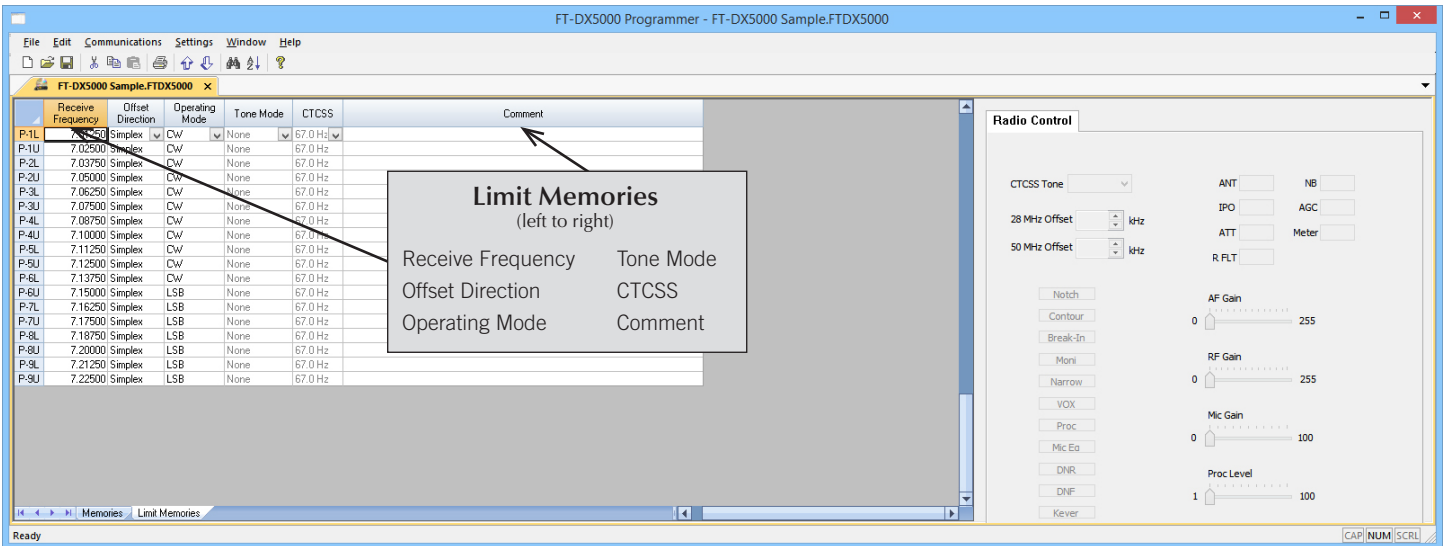 FT-DX5000 Programmer - FT-DX5000 Sample.FTDX5000
File Edit Communications Settings Window Help
FT-DX5000 Sample.FTDX5000 X
Receive Frequency Offset Direction Operating Mode Tone Mode CTCSS Comment
P-1L Simplex CW None 67.0 Hz
P-1U 7.02500 Simplex CW None 67.0 Hz
P-2L 7.03750 Simplex CW None 67.0 Hz
P-2U 7.05000 Simplex CW None 67.0 Hz
P-3L 7.06250 Simplex CW None 67.0 Hz
P-3U 7.07500 Simplex CW None 67.0 Hz
P-4L 7.08750 Simplex CW None 67.0 Hz
P-4U 7.10000 Simplex CW None 67.0 Hz
P-5L 7.11250 Simplex CW None 67.0 Hz
P-5U 7.12500 Simplex CW None 67.0 Hz
P-6L 7.13750 Simplex CW None 67.0 Hz
P-6U 7.15000 Simplex LSB None 67.0 Hz
P-7L 7.16250 Simplex LSB None 67.0 Hz
P-7U 7.17500 Simplex LSB None 67.0 Hz
P-8L 7.18750 Simplex LSB None 67.0 Hz
P-8U 7.20000 Simplex LSB None 67.0 Hz
P-9L 7.21250 Simplex LSB None 67.0 Hz
P-9U 7.22500 Simplex LSB None 67.0 Hz
Limit Memories
(left to right)
Receive Frequency Tone Mode
Offset Direction CTCSS
Operating Mode Comment
Memories Limit Memories
Radio Control
CTCSS Tone
28 MHz Offset kHz
50 MHz Offset kHz
ANT NB
IPO AGC
ATT Meter
R FLT
Notch
Contour
Break-In
Moni
Narrow
VOX
Proc
Mic Eq
DNR
DNF
Kever
AF Gain
0 255
RF Gain
0 255
Mic Gain
0 100
Proc Level
1 100
Ready
CAP NUM SCRL